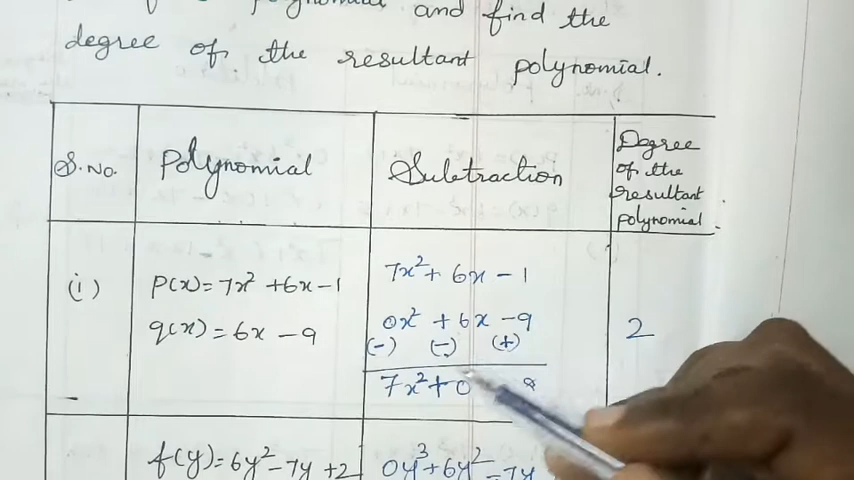 and find the
degree of the resultant polynomial.
S.No.
Polynomial
Subtraction
Degree
of the
resultant
polynomial
(i)
P(x) = 7x² + 6x - 1
q(x) = 6x - 9
7x² + 6x - 1
0x² + 6x - 9
(-) (-) (+)
7x² + 0
2
f(y) = 6y² - 7y + 2
0y³ + 6y² - 7y